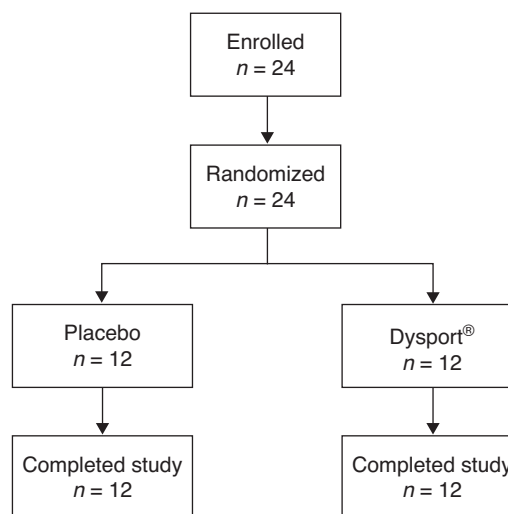 Enrolled
n = 24
Randomized
n = 24
Placebo
n = 12
Dysport®
n = 12
Completed study
n = 12
Completed study
n = 12